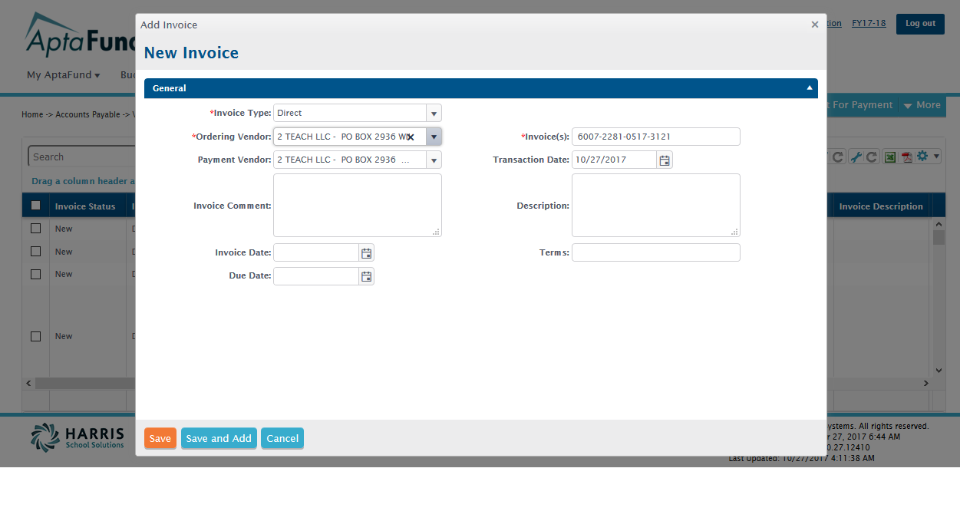 Add Invoice
FY17-18
Log out
AptaFund
New Invoice
My AptaFund
General
*Invoice Type: Direct
For Payment
More
Home -> Accounts Payable ->
*Ordering Vendor: 2 TEACH LLC - PO BOX 2936
*Invoice(s): 6007-2281-0517-3121
Search
Payment Vendor: 2 TEACH LLC - PO BOX 2936 ...
Transaction Date: 10/27/2017
Drag a column header
Invoice Status
Invoice Comment:
Description:
Invoice Description
New
New
Invoice Date:
Terms:
New
Due Date:
New
Save
Save and Add
Cancel
HARRIS
School Solutions
All rights reserved.
27, 2017 6:44 AM
0.27.12410
Last Updated: 10/27/2017 4:11:38 AM